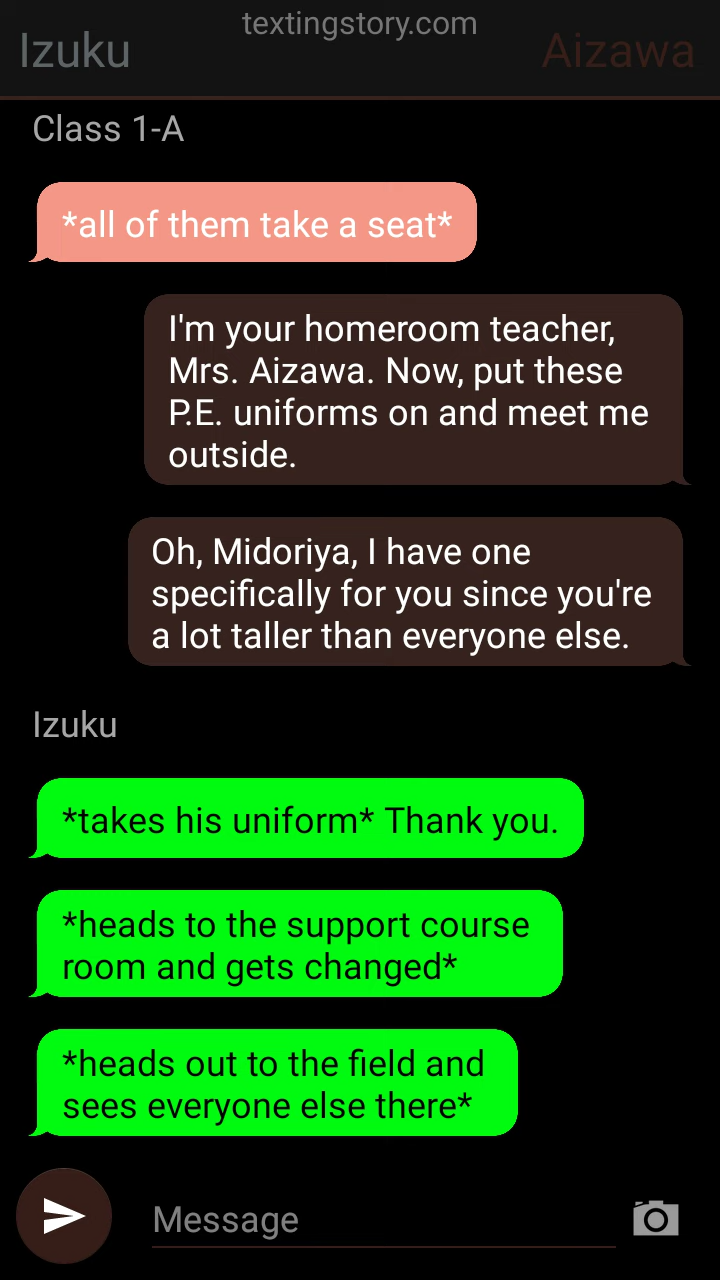 textingstory.com
Izuku
Aizawa
Class 1-A
*all of them take a seat*
I'm your homeroom teacher,
Mrs. Aizawa. Now, put these
P.E. uniforms on and meet me
outside.
Oh, Midoriya, I have one
specifically for you since you're
a lot taller than everyone else.
Izuku
*takes his uniform* Thank you.
*heads to the support course
room and gets changed*
*heads out to the field and
sees everyone else there*
Message